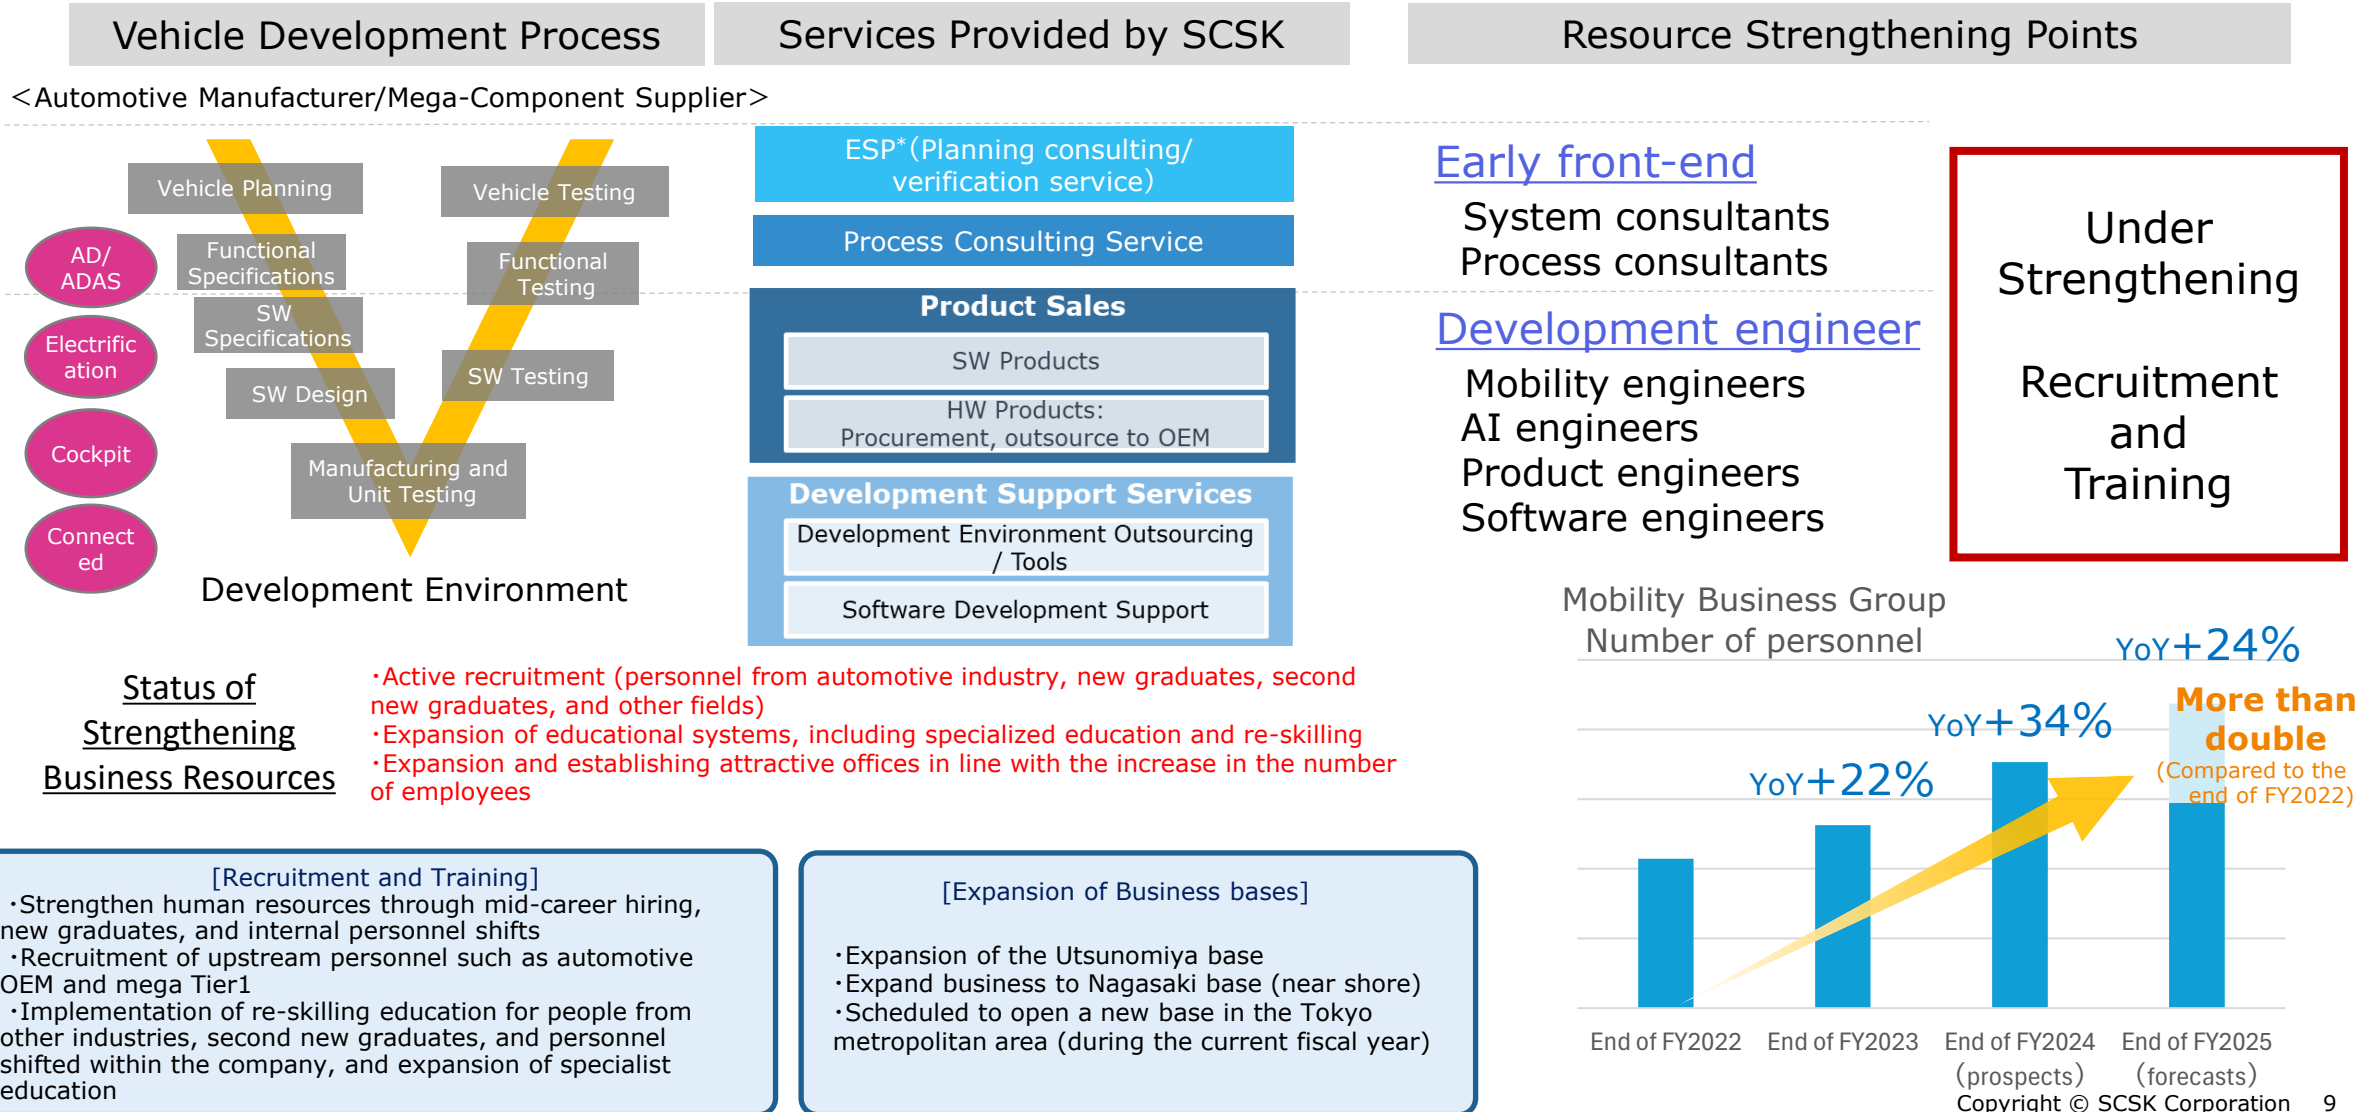 Vehicle Development Process
Services Provided by SCSK
Resource Strengthening Points
＜Automotive Manufacturer/Mega-Component Supplier＞
Vehicle Planning
Vehicle Testing
AD/
ADAS
Functional
Specifications
Functional
Testing
SW
Specifications
Electrific
ation
SW Testing
SW Design
Cockpit
Manufacturing and
Unit Testing
Connect
ed
Development Environment
ESP*（Planning consulting/
verification service）
Process Consulting Service
Product Sales
SW Products
HW Products:
Procurement, outsource to OEM
Development Support Services
Development Environment Outsourcing
/ Tools
Software Development Support
Early front-end
System consultants
Process consultants
Development engineer
Mobility engineers
AI engineers
Product engineers
Software engineers
Under
Strengthening
Recruitment
and
Training
Status of
Strengthening
Business Resources
・Active recruitment (personnel from automotive industry, new graduates, second
new graduates, and other fields)
・Expansion of educational systems, including specialized education and re-skilling
・Expansion and establishing attractive offices in line with the increase in the number
of employees
Mobility Business Group
Number of personnel
YoY+24%
More than
double
(Compared to the
end of FY2022)
YoY+34%
YoY+22%
End of FY2022
End of FY2023
End of FY2024
（prospects）
End of FY2025
（forecasts）
[Recruitment and Training]
・Strengthen human resources through mid-career hiring,
new graduates, and internal personnel shifts
・Recruitment of upstream personnel such as automotive
OEM and mega Tier1
・Implementation of re-skilling education for people from
other industries, second new graduates, and personnel
shifted within the company, and expansion of specialist
education
[Expansion of Business bases]
・Expansion of the Utsunomiya base
・Expand business to Nagasaki base (near shore)
・Scheduled to open a new base in the Tokyo
metropolitan area (during the current fiscal year)
Copyright © SCSK Corporation 9